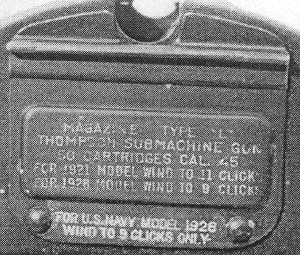 MAGAZINE TYPE "L"
THOMPSON SUBMACHINE GUN
50 CARTRIDGES CAL. .45
FOR 1921 MODEL WIND TO 11 CLICKS
FOR 1928 MODEL WIND TO 9 CLICKS
FOR U.S. NAVY MODEL 1928
WIND TO 9 CLICKS ONLY-